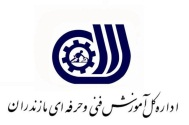 اداره کل آموزش فنی و حرفه ای مازندران